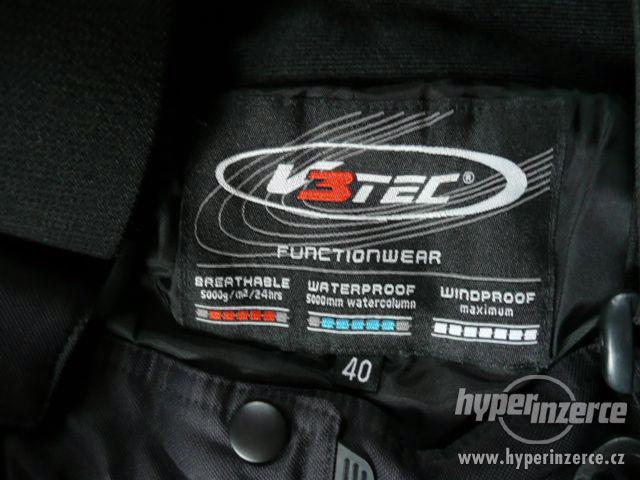 V3TEC®
FUNCTIONWEAR
BREATHABLE
5000g/m2/24hrs
WATERPROOF
5000mm watercolumn
WINDPROOF
maximum
40
hyperinzerce
www.hyperinzerce.cz